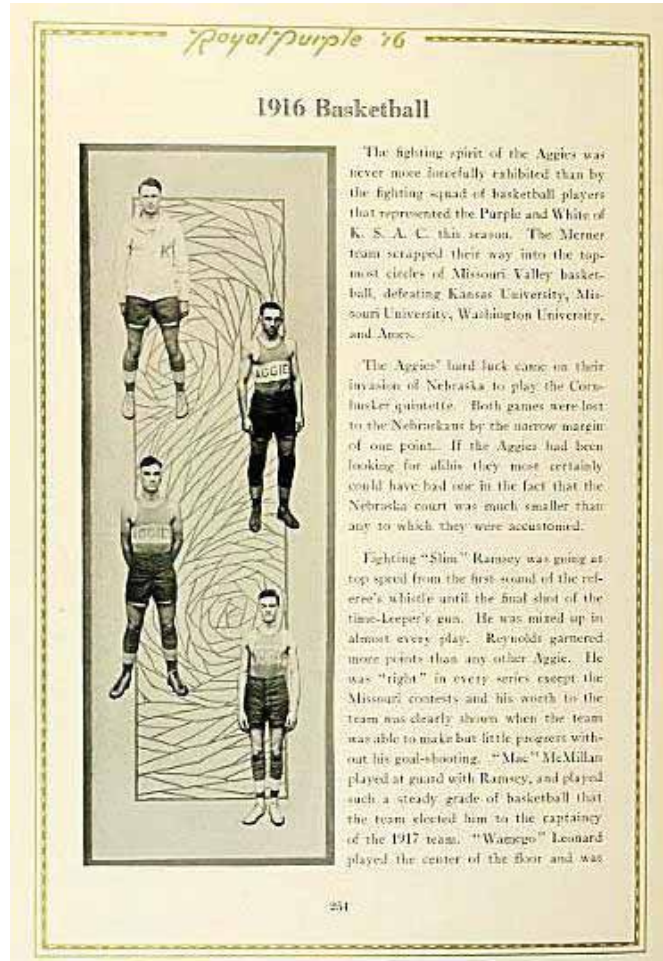 Royal Purple '16
1916 Basketball
The fighting spirit of the Aggies was
never more forcefully exhibited than by
the fighting squad of basketball players
that represented the Purple and White of
K. S. A. C. this season. The Merner
team scrapped their way into the top-
most circles of Missouri Valley basket-
ball, defeating Kansas University, Mis-
souri University, Washington University,
and Ames.
The Aggies' hard luck came on their
invasion of Nebraska to play the Corn-
husker quintette. Both games were lost
to the Nebraskans by the narrow margin
of one point. If the Aggies had been
looking for alibis they most certainly
could have had one in the fact that the
Nebraska court was much smaller than
any to which they were accustomed.
Fighting "Slim" Ramsey was going at
top speed from the first sound of the ref-
eree's whistle until the final shot of the
time-keeper's gun. He was mixed up in
almost every play. Reynolds garnered
more points than any other Aggie. He
was "right" in every series except the
Missouri contests and his worth to the
team was clearly shown when the team
was able to make but little progress with-
out his goal-shooting. "Mac" McMillan
played at guard with Ramsey, and played
such a steady grade of basketball that
the team elected him to the captaincy
of the 1917 team. "Wamego" Leonard
played the center of the floor and was
K
AGGIE
AGGIE
254